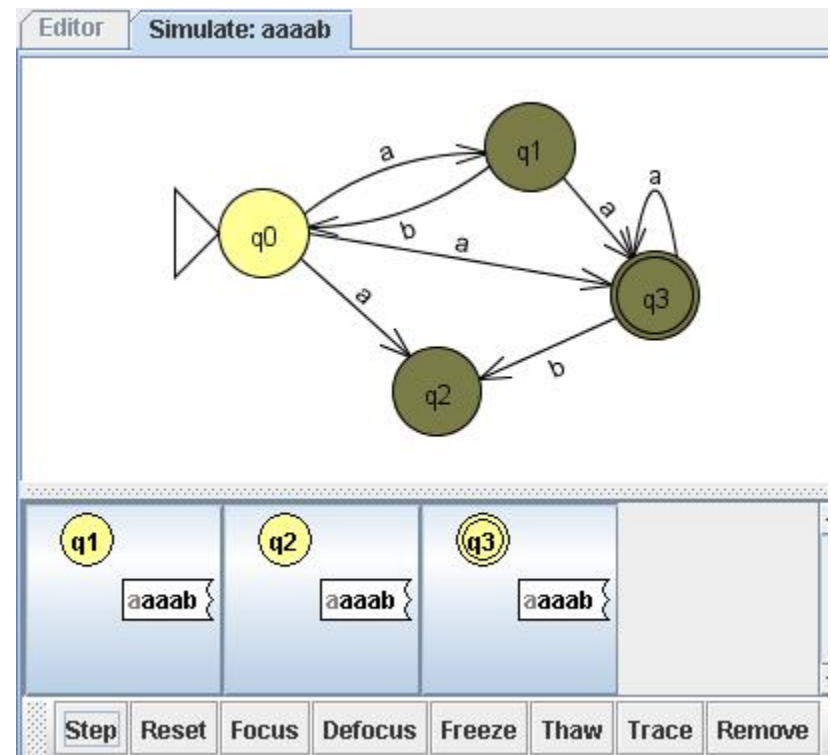 Editor Simulate: aaaab
a
q1
a
q0
b
a
a
q3
a
b
q2
q1 q2 q3
aaaab aaaab aaaab
Step Reset Focus Defocus Freeze Thaw Trace Remove